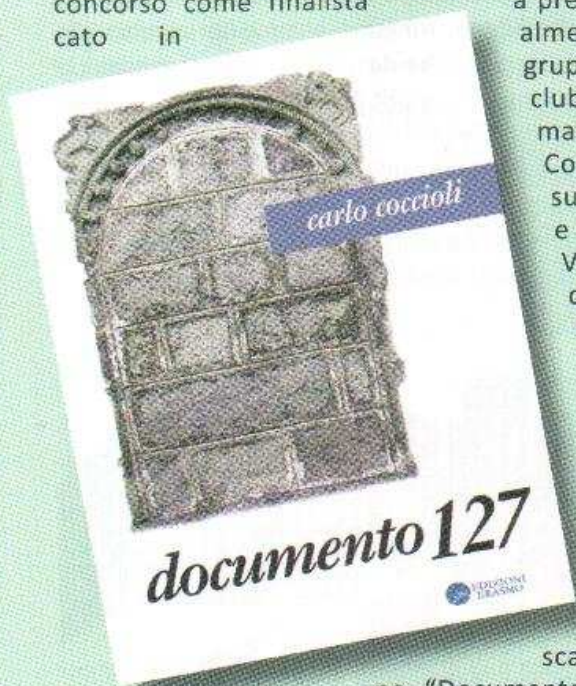 concorso come finalista
cato in
a pre
alme
grup
club
ma
Co
su
e
V
carlo coccioli
documento 127
EDIZIONI
ERASMO
sca
"Documento